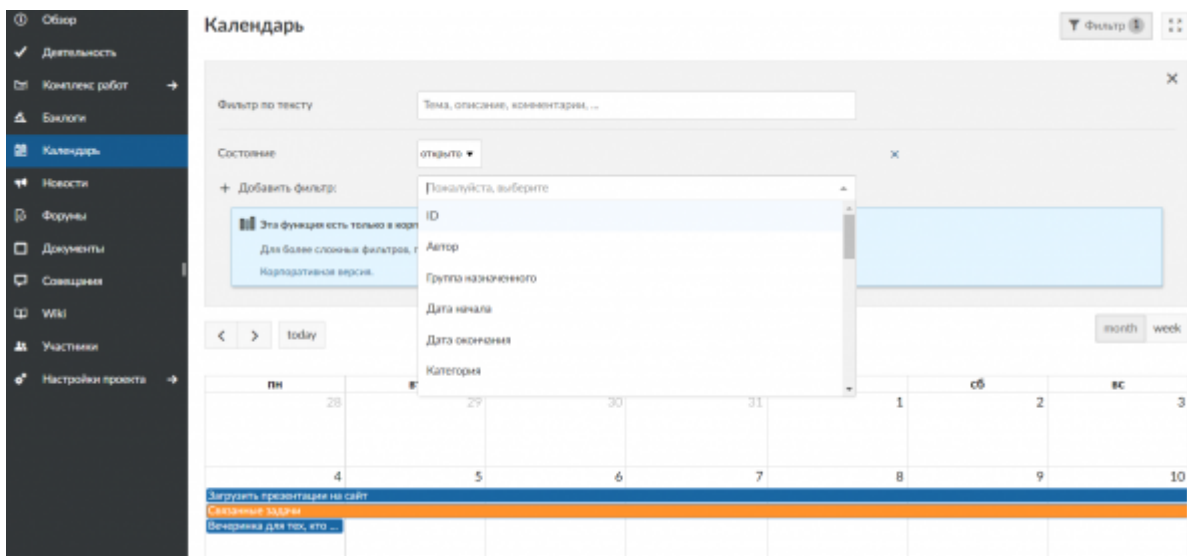 Обзор
Деятельность
Комплекс работ
Бэклоги
Календарь
Новости
Форумы
Документы
Совещания
Wiki
Участники
Настройки проекта
Календарь
Фильтр 1
Фильтр по тексту
Тема, описание, комментарии, ...
Состояние
открыто
Добавить фильтр:
Пожалуйста, выберите
ID
Автор
Группа назначенного
Дата начала
Дата окончания
Категория
Эта функция есть только в корп
Для более сложных фильтров,
Корпоративная версия.
today
month week
пн вт сб вс
28 29 30 31 1 2 3
4 5 6 7 8 9 10
Загрузить презентации на сайт
Связанные задачи
Вечеринка для тех, кто ...